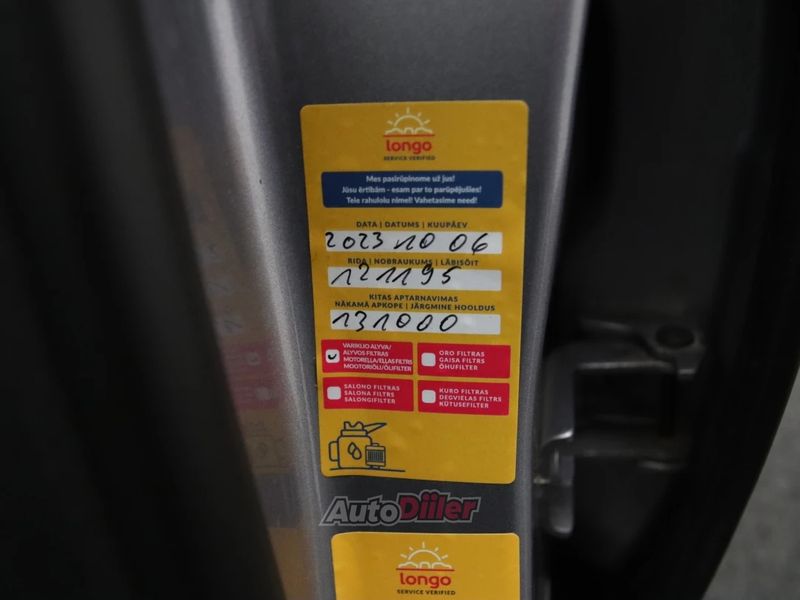 longo
SERVICE VERIFIED
Mes pasirūpinome už jus!
Jūsu ērtībām - esam par to parūpējušies!
Teie rahulolu nimel! Vahetasime need!
DATA | DATUMS | KUUPÄEV
2023 10 06
RIDA | NOBRAUKUMS | LÄBISÕIT
121195
KITAS APTARNAVIMAS
NĀKAMĀ APKOPE | JÄRGMINE HOOLDUS
131000
VARIKLIO ALYVA/
ALYVOS FILTRAS
MOTOREĻĻA/EĻĻAS FILTRS
MOOTORIÕLI/ÕLIFILTER
ORO FILTRAS
GAISA FILTRS
ÕHUFILTER
SALONO FILTRAS
SALONA FILTRS
SALONGIFILTER
KURO FILTRAS
DEGVIELAS FILTRS
KÜTUSEFILTER
AutoDiiler
longo
SERVICE VERIFIED